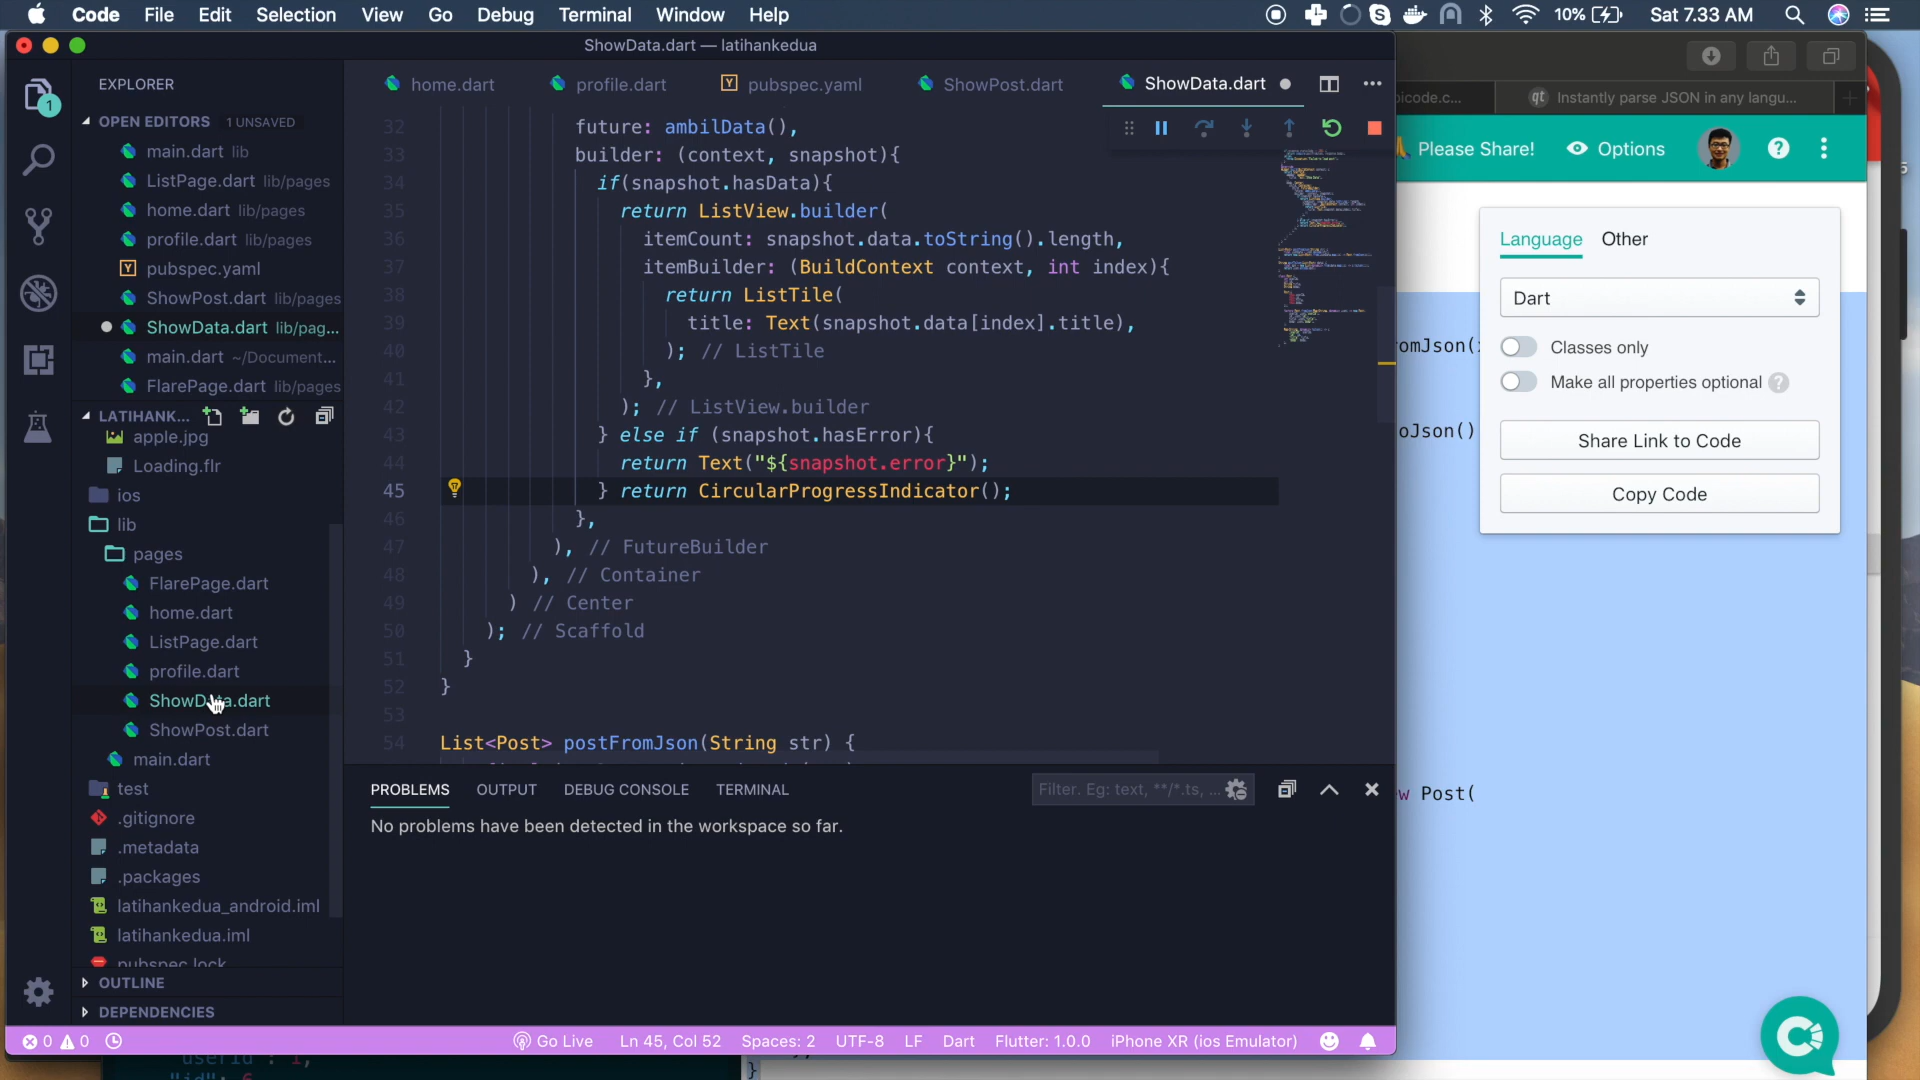 Code File Edit Selection View Go Debug Terminal Window Help 10% Sat 7.33 AM
ShowData.dart — latihankedua
EXPLORER
home.dart profile.dart pubspec.yaml ShowPost.dart ShowData.dart
OPEN EDITORS 1 UNSAVED
main.dart lib
ListPage.dart lib/pages
home.dart lib/pages
profile.dart lib/pages
pubspec.yaml
ShowPost.dart lib/pages
ShowData.dart lib/pag...
main.dart ~/Document...
FlarePage.dart lib/pages
LATIHANK...
apple.jpg
Loading.flr
ios
lib
pages
FlarePage.dart
home.dart
ListPage.dart
profile.dart
ShowData.dart
ShowPost.dart
main.dart
test
.gitignore
.metadata
.packages
latihankedua_android.iml
latihankedua.iml
pubspec.lock
OUTLINE
DEPENDENCIES
32 future: ambilData(),
33 builder: (context, snapshot){
34 if(snapshot.hasData){
35 return ListView.builder(
36 itemCount: snapshot.data.toString().length,
37 itemBuilder: (BuildContext context, int index){
38 return ListTile(
39 title: Text(snapshot.data[index].title),
40 ); // ListTile
41 },
42 ); // ListView.builder
43 } else if (snapshot.hasError){
44 return Text("${snapshot.error}");
45 } return CircularProgressIndicator();
46 },
47 ), // FutureBuilder
48 ), // Container
49 ) // Center
50 ); // Scaffold
51 }
52 }
53
54 List<Post> postFromJson(String str) {
PROBLEMS OUTPUT DEBUG CONSOLE TERMINAL Filter. Eg: text, **/*.ts, ...
No problems have been detected in the workspace so far.
0 0 Go Live Ln 45, Col 52 Spaces: 2 UTF-8 LF Dart Flutter: 1.0.0 iPhone XR (ios Emulator)
picode.c... qt Instantly parse JSON in any langu...
Please Share! Options
Language Other
Dart
Classes only
Make all properties optional
Share Link to Code
Copy Code
omJson(
oJson()
w Post(
}